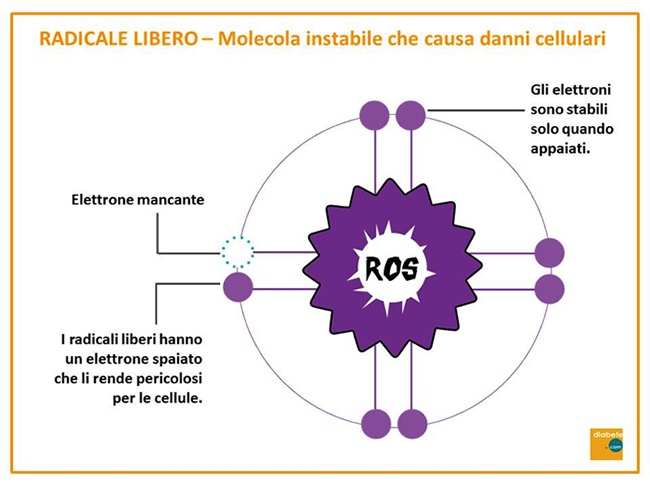 RADICALE LIBERO – Molecola instabile che causa danni cellulari
Gli elettroni
sono stabili
solo quando
appaiati.
Elettrone mancante
ROS
I radicali liberi hanno
un elettrone spaiato
che li rende pericolosi
per le cellule.
diabete
.com